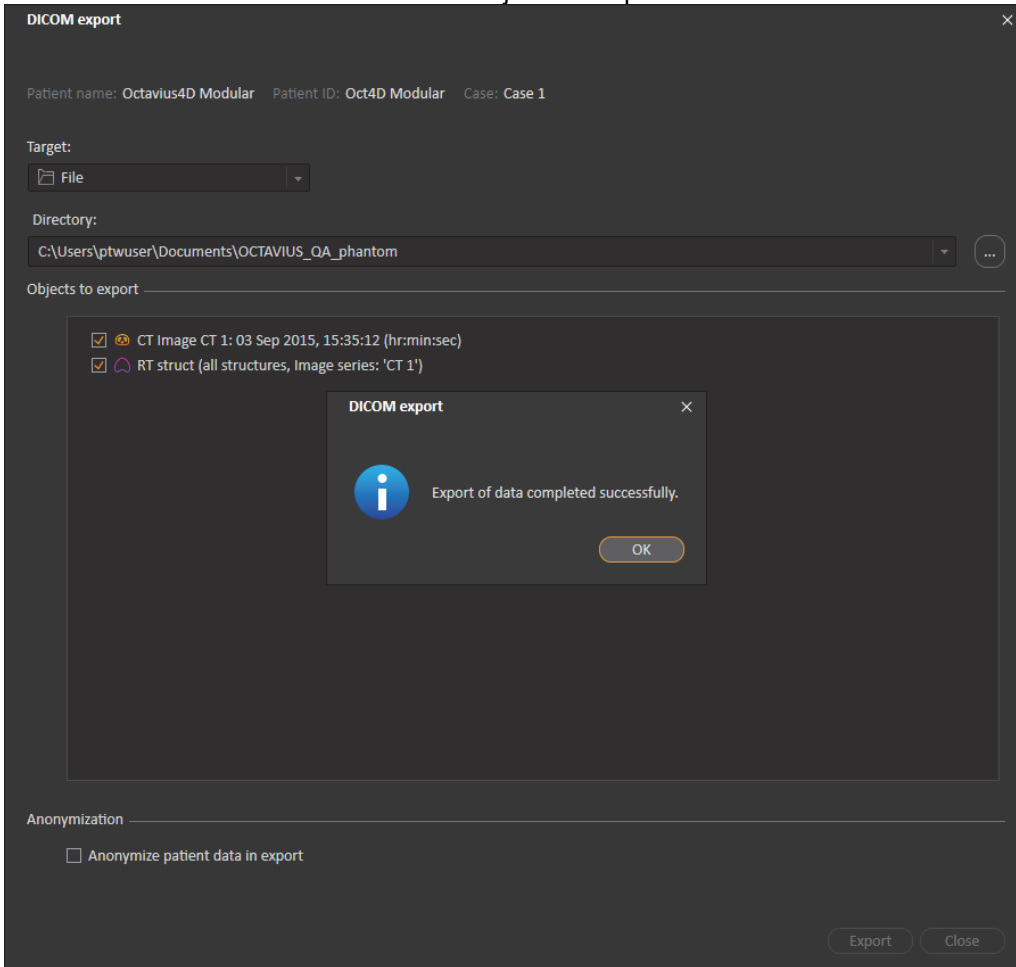 DICOM export
Patient name: Octavius4D Modular Patient ID: Oct4D Modular Case: Case 1
Target:
File
Directory:
C:\Users\ptwuser\Documents\OCTAVIUS_QA_phantom
...
Objects to export
CT Image CT 1: 03 Sep 2015, 15:35:12 (hr:min:sec)
RT struct (all structures, Image series: 'CT 1')
DICOM export
Export of data completed successfully.
OK
Anonymization
Anonymize patient data in export
Export Close